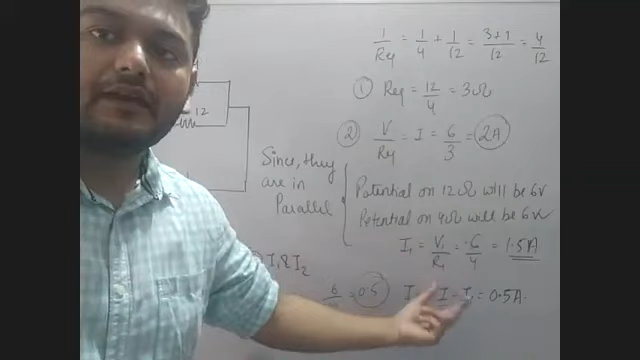 1/Req = 1/4 + 1/12 = 3+1/12 = 4/12
① Req = 12/4 = 3Ω
② V/Req = I = 6/3 = 2A
12
Since, they
are in
Parallel
Potential on 12Ω will be 6V
Potential on 4Ω will be 6V
I₁ = V₁/R₁ = 6/4 = 1.5A
I₁ & I₂
6 = 0.5
I = I - I₁ = 0.5A